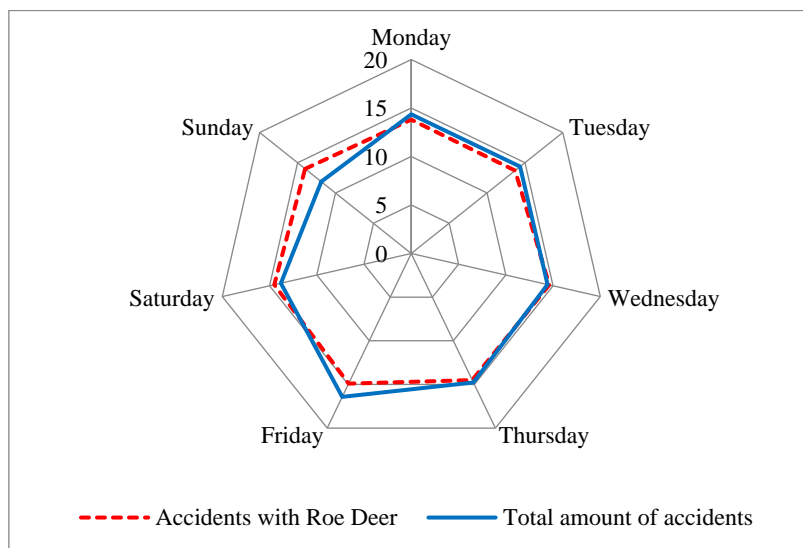 Monday
20
15
10
5
0
Tuesday
Wednesday
Thursday
Friday
Saturday
Sunday
Accidents with Roe Deer
Total amount of accidents